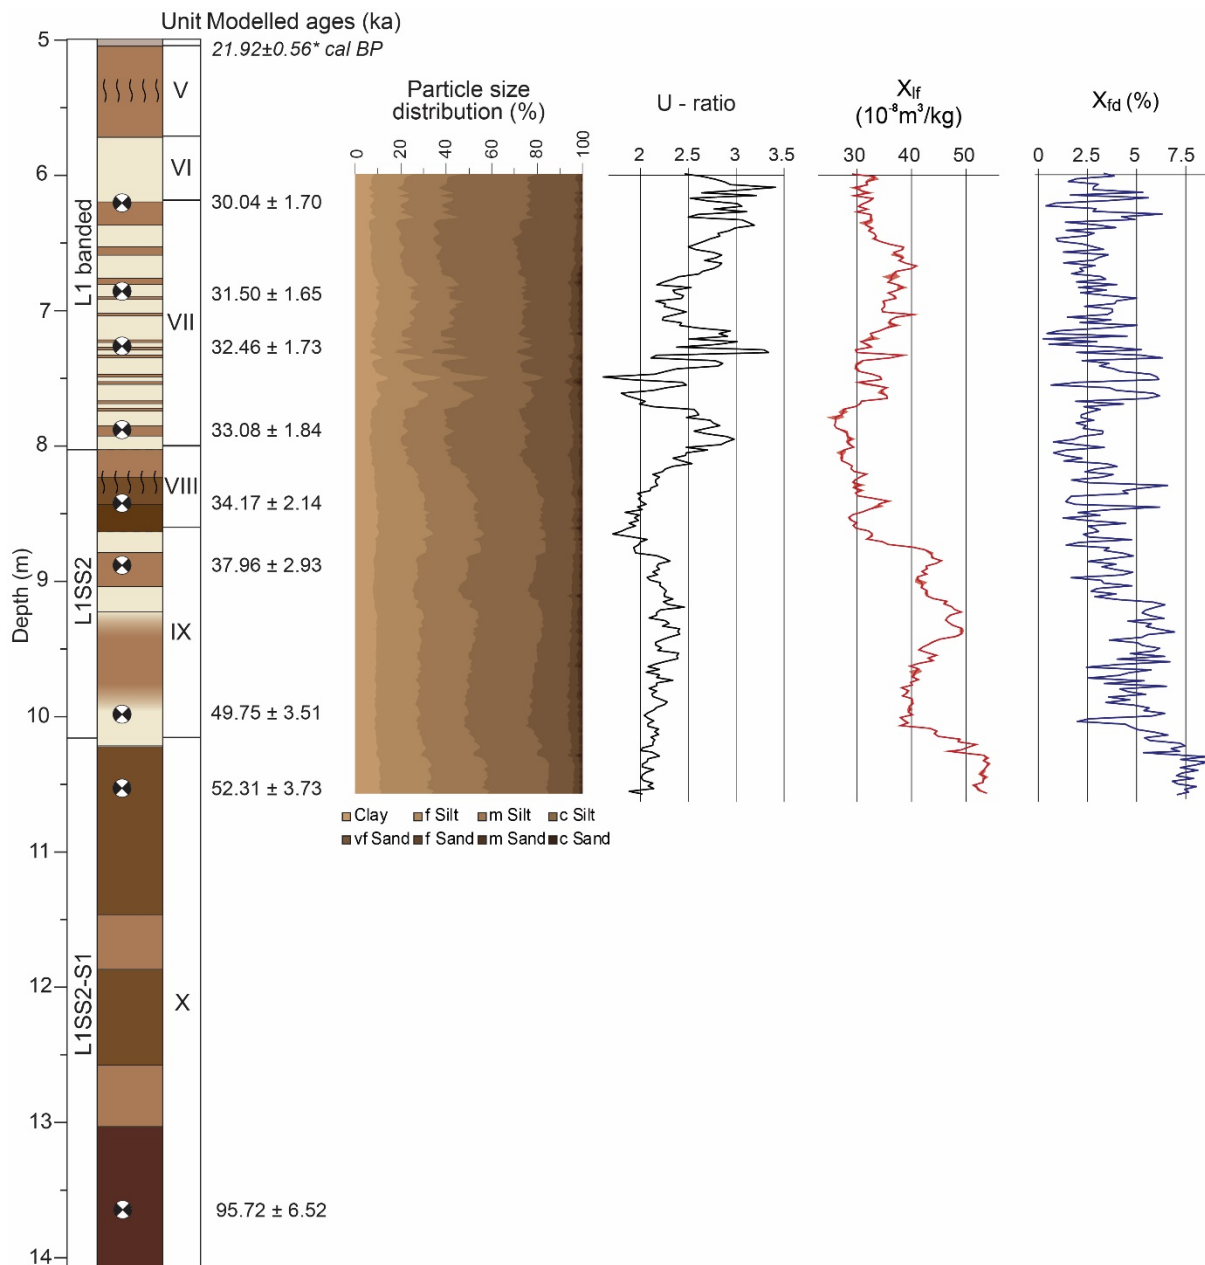 Unit Modelled ages (ka)
21.92±0.56* cal BP
Particle size
distribution (%)
0 20 40 60 80 100
U - ratio
2 2.5 3 3.5
Xlf
(10⁻⁸m³/kg)
30 40 50
Xfd (%)
0 2.5 5 7.5
Depth (m)
5
6
7
8
9
10
11
12
13
14
L1 banded
L1SS2
L1SS2-S1
V
VI
VII
VIII
IX
X
30.04 ± 1.70
31.50 ± 1.65
32.46 ± 1.73
33.08 ± 1.84
34.17 ± 2.14
37.96 ± 2.93
49.75 ± 3.51
52.31 ± 3.73
95.72 ± 6.52
Clay f Silt m Silt c Silt
vf Sand f Sand m Sand c Sand